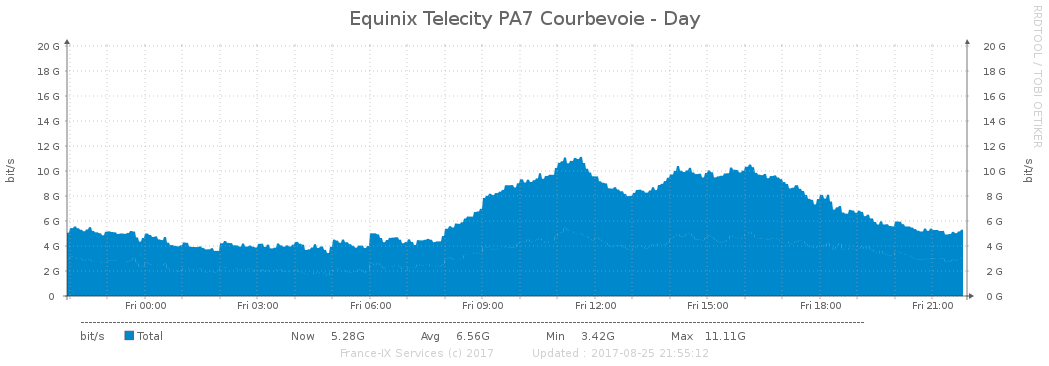 Equinix Telecity PA7 Courbevoie - Day
RRDTOOL / TOBI OETIKER
bit/s
20 G 20 G
18 G 18 G
16 G 16 G
14 G 14 G
12 G 12 G
10 G 10 G
8 G 8 G
6 G 6 G
4 G 4 G
2 G 2 G
0 0 G
bit/s
Fri 00:00 Fri 03:00 Fri 06:00 Fri 09:00 Fri 12:00 Fri 15:00 Fri 18:00 Fri 21:00
bit/s Total Now 5.28G Avg 6.56G Min 3.42G Max 11.11G
France-IX Services (c) 2017 Updated : 2017-08-25 21:55:12